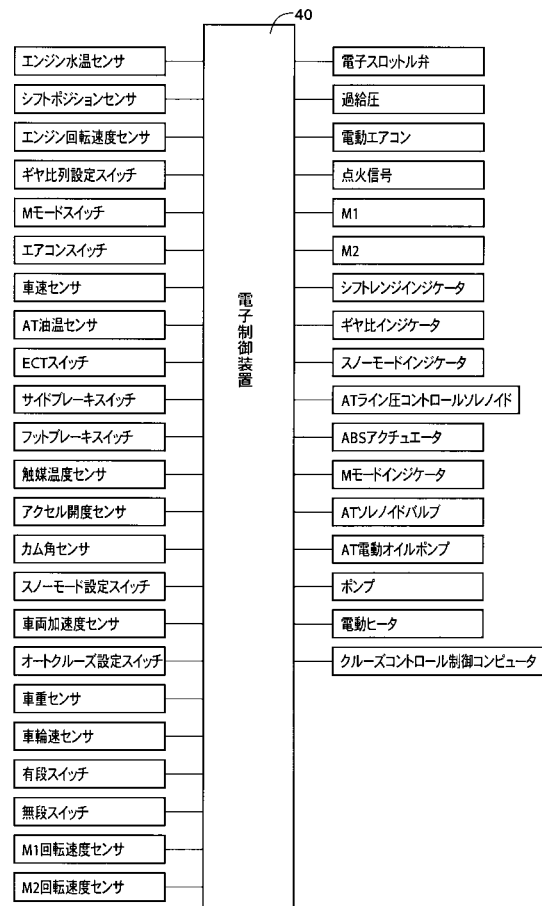 40
エンジン水温センサ
シフトポジションセンサ
エンジン回転速度センサ
ギヤ比列設定スイッチ
Mモードスイッチ
エアコンスイッチ
車速センサ
AT油温センサ
ECTスイッチ
サイドブレーキスイッチ
フットブレーキスイッチ
触媒温度センサ
アクセル開度センサ
カム角センサ
スノーモード設定スイッチ
車両加速度センサ
オートクルーズ設定スイッチ
車重センサ
車輪速センサ
有段スイッチ
無段スイッチ
M1回転速度センサ
M2回転速度センサ
電子制御装置
電子スロットル弁
過給圧
電動エアコン
点火信号
M1
M2
シフトレンジインジケータ
ギヤ比インジケータ
スノーモードインジケータ
ATライン圧コントロールソレノイド
ABSアクチュエータ
Mモードインジケータ
ATソレノイドバルブ
AT電動オイルポンプ
ポンプ
電動ヒータ
クルーズコントロール制御コンピュータ